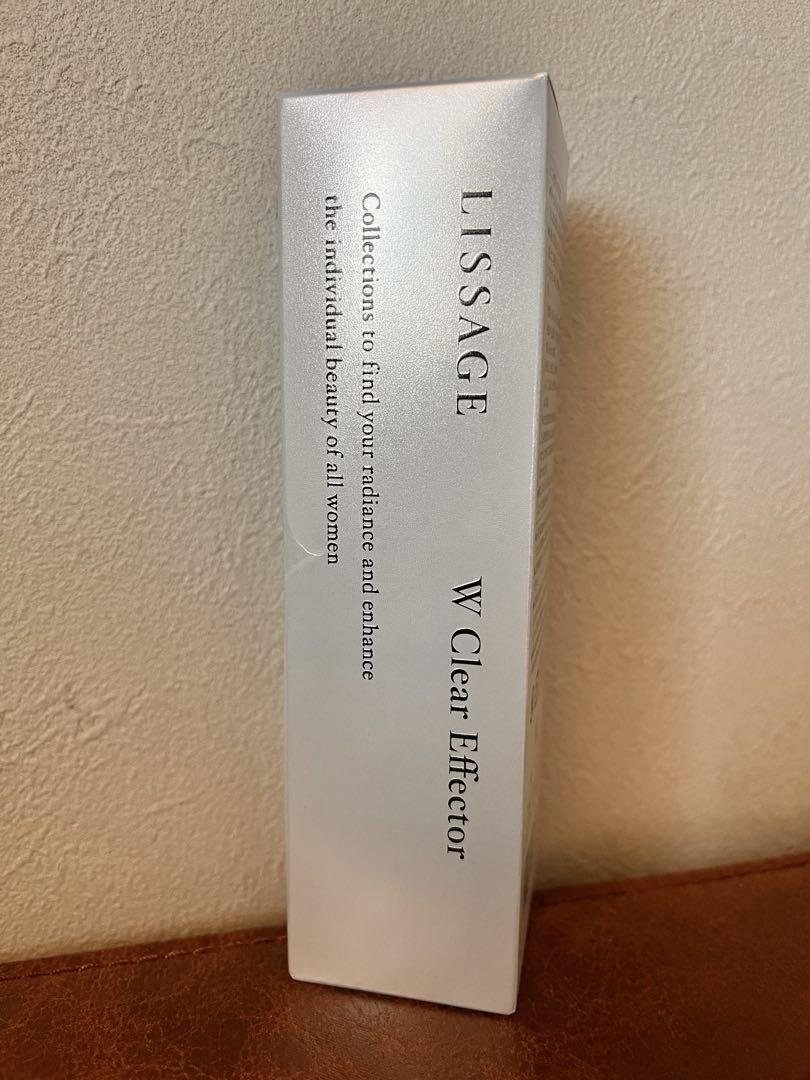 LISSAGE
W Clear Effector
Collections to find your radiance and enhance
the individual beauty of all women